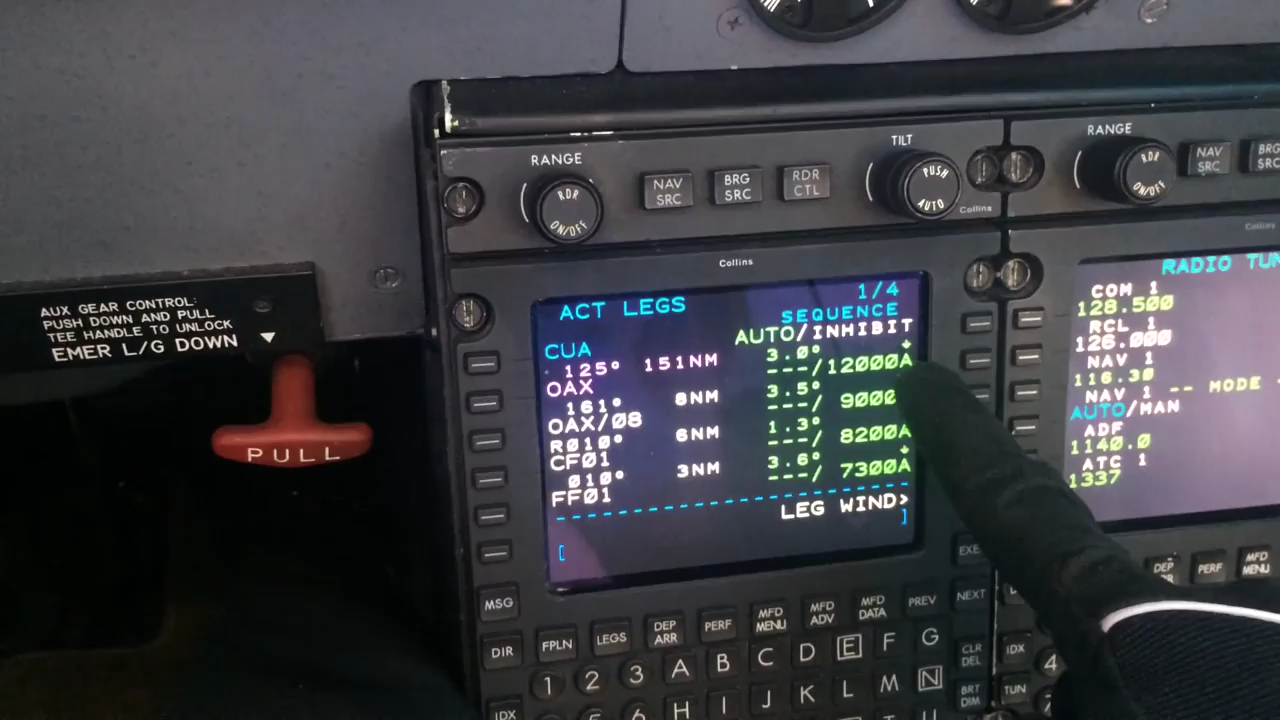 TILT
RANGE
RANGE
RDR
ON/OFF
NAV
SRC
BRG
SRC
RDR
CTL
PUSH
AUTO
Collins
RDR
ON/OFF
NAV
SRC
BRG
SRC
Collins
Collins
AUX GEAR CONTROL:
PUSH DOWN AND PULL
TEE HANDLE TO UNLOCK
EMER L/G DOWN
PULL
ACT LEGS 1/4
SEQUENCE
CUA AUTO/INHIBIT
125° 151NM 3.0°
OAX ---/12000A
161° 8NM 3.5°
OAX/08 ---/ 9000
R010° 6NM 1.3°
CF01 ---/ 8200A
010° 3NM 3.6°
FF01 ---/ 7300A
LEG WIND>
[ ]
RADIO TUN
COM 1
128.500
RCL 1
126.000
NAV 1
116.30
NAV 1 -- MODE
AUTO/MAN
ADF
1140.0
ATC 1
1337
EXE
MSG
DIR
FPLN
LEGS
DEP
ARR
PERF
MFD
MENU
MFD
ADV
MFD
DATA
PREV
NEXT
CLR
DEL
BRT
DIM
IDX
1 2 3 A B C D E F G
H I J K L M N
DEP
PERF
MFD
MENU
IDX
TUN
4